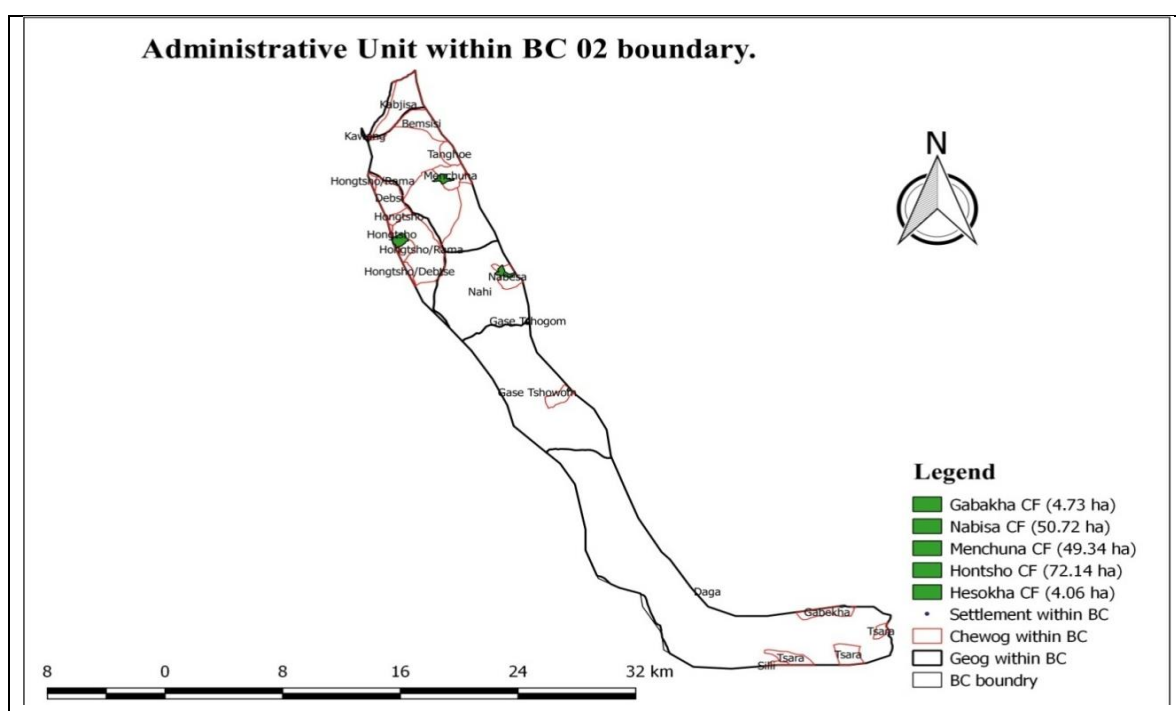 Administrative Unit within BC 02 boundary.
Kabjisa
Bemsisi
Kawang
Tanghoe
Menchuna
Hongtsho/Rama
Debsi
Hongtsho
Hongtsho
Hongtsho/Rama
Hongtsho/Debtse
Nabesa
Nahi
Gase Tshogom
Gase Tshowom
Daga
Gabekha
Tsara
Tsara
Tsara
Silli
N
Legend
Gabakha CF (4.73 ha)
Nabisa CF (50.72 ha)
Menchuna CF (49.34 ha)
Hontsho CF (72.14 ha)
Hesokha CF (4.06 ha)
Settlement within BC
Chewog within BC
Geog within BC
BC boundry
8 0 8 16 24 32 km